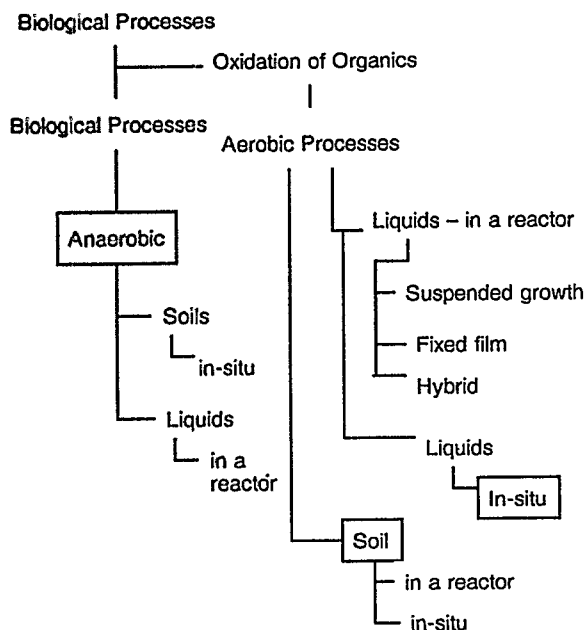 Biological Processes
Oxidation of Organics
Biological Processes
Aerobic Processes
Anaerobic
Liquids – in a reactor
Suspended growth
Soils
Fixed film
in-situ
Hybrid
Liquids
Liquids
in a
reactor
In-situ
Soil
in a reactor
in-situ